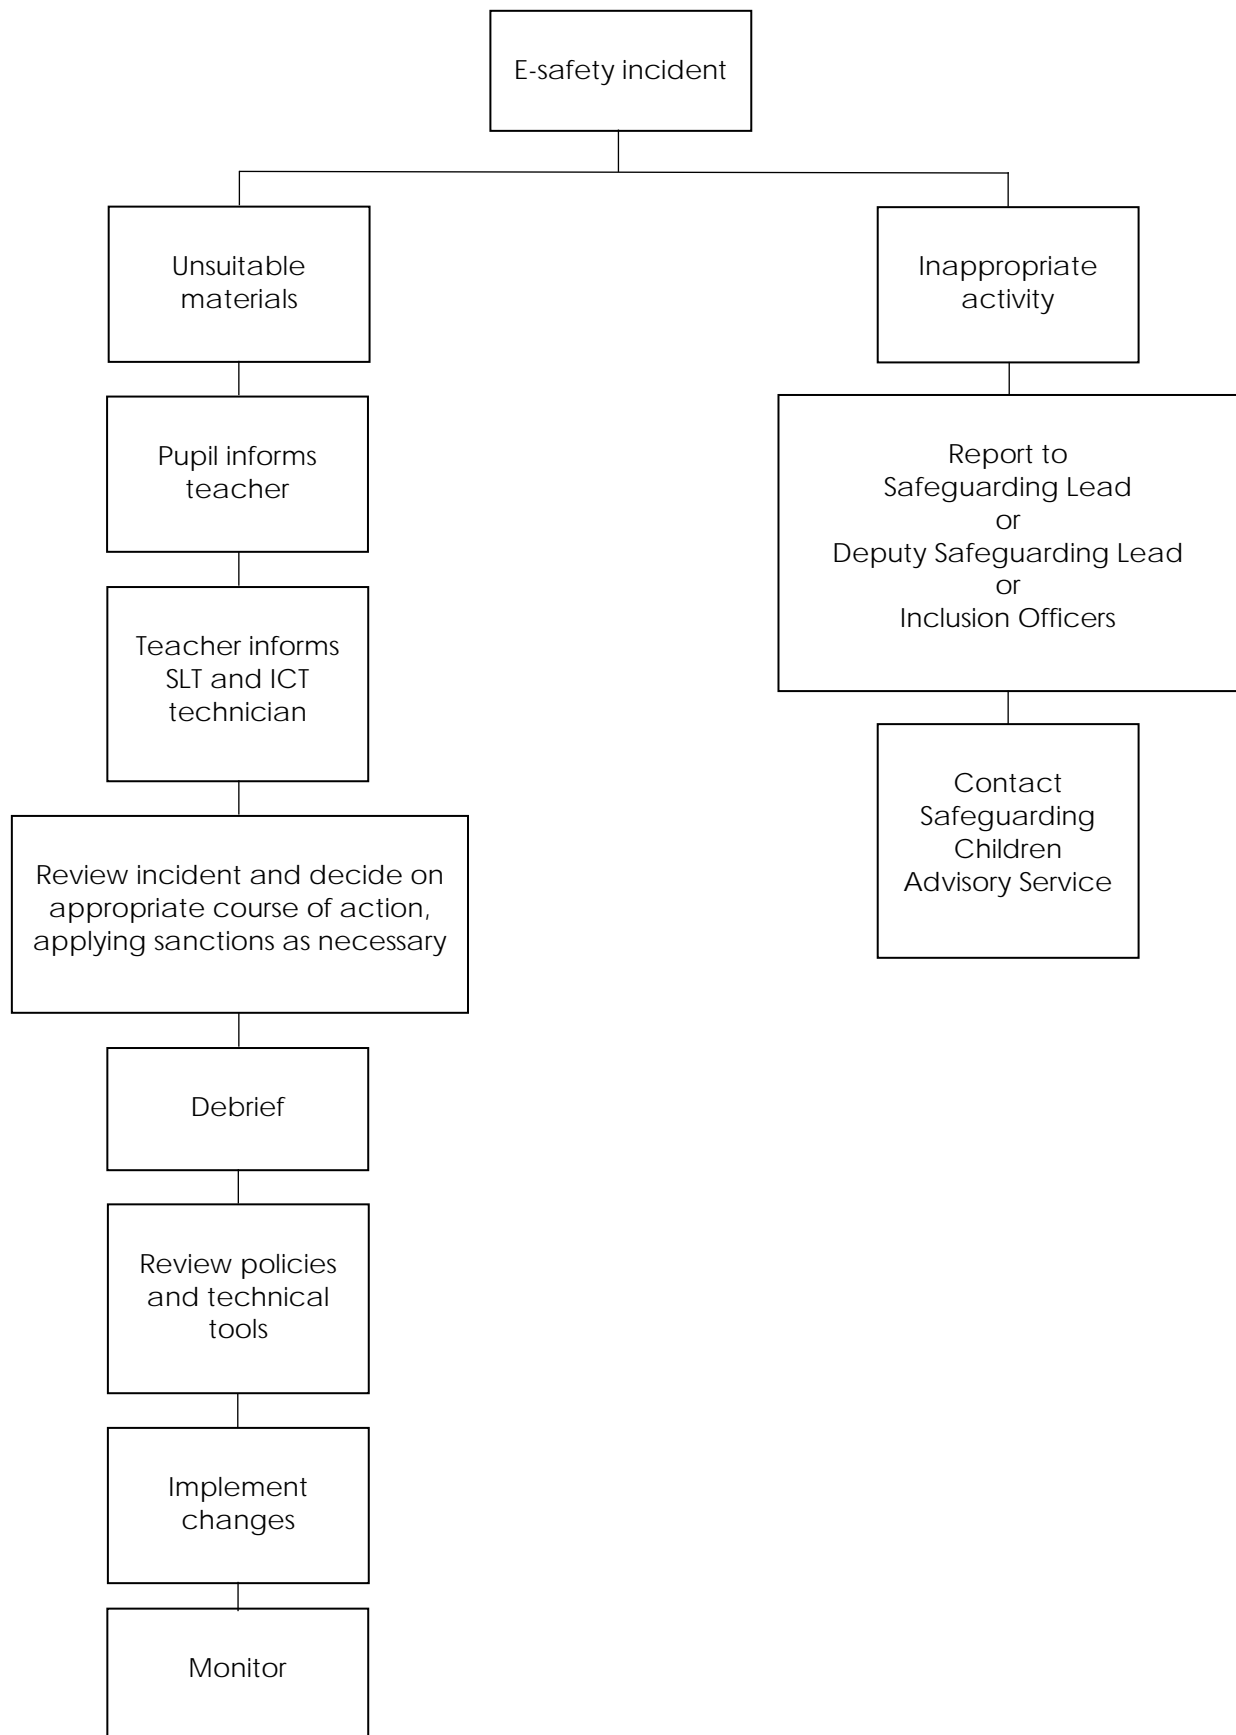 E-safety incident
Unsuitable
materials
Pupil informs
teacher
Teacher informs
SLT and ICT
technician
Review incident and decide on
appropriate course of action,
applying sanctions as necessary
Debrief
Review policies
and technical
tools
Implement
changes
Monitor
Inappropriate
activity
Report to
Safeguarding Lead
or
Deputy Safeguarding Lead
or
Inclusion Officers
Contact
Safeguarding
Children
Advisory Service